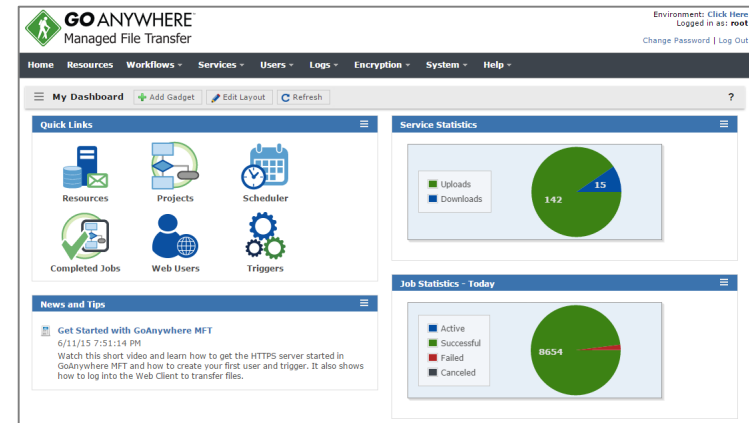 GO ANYWHERE
Managed File Transfer
Environment: Click Here
Logged in as: root
Change Password | Log Out
Home Resources Workflows Services Users Logs Encryption System Help
My Dashboard Add Gadget Edit Layout Refresh ?
Quick Links
Resources Projects Scheduler
Completed Jobs Web Users Triggers
News and Tips
Get Started with GoAnywhere MFT
6/11/15 7:51:14 PM
Watch this short video and learn how to get the HTTPS server started in
GoAnywhere MFT and how to create your first user and trigger. It also shows
how to log into the Web Client to transfer files.
Service Statistics
Uploads
Downloads
15
142
Job Statistics - Today
Active
Successful
Failed
Canceled
8654